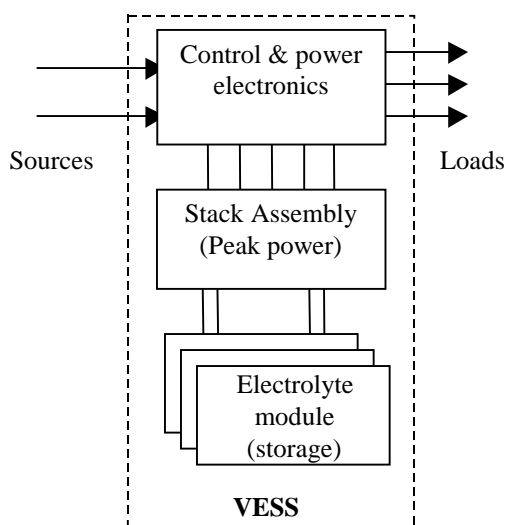 Control & power
electronics
Sources
Loads
Stack Assembly
(Peak power)
Electrolyte
module
(storage)
VESS